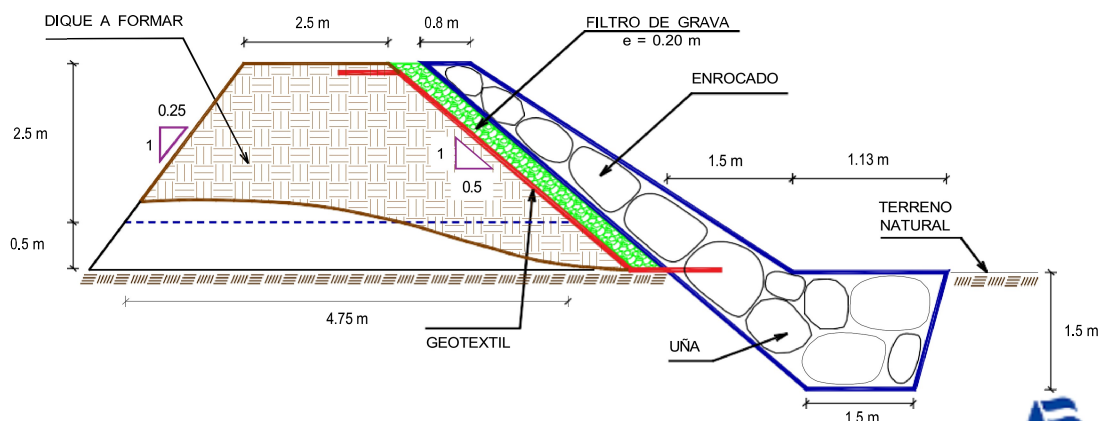 DIQUE A FORMAR
2.5 m
0.8 m
FILTRO DE GRAVA
e = 0.20 m
ENROCADO
0.25
1
2.5 m
1
0.5
1.5 m
1.13 m
TERRENO
NATURAL
0.5 m
4.75 m
GEOTEXTIL
UÑA
1.5 m
1.5 m